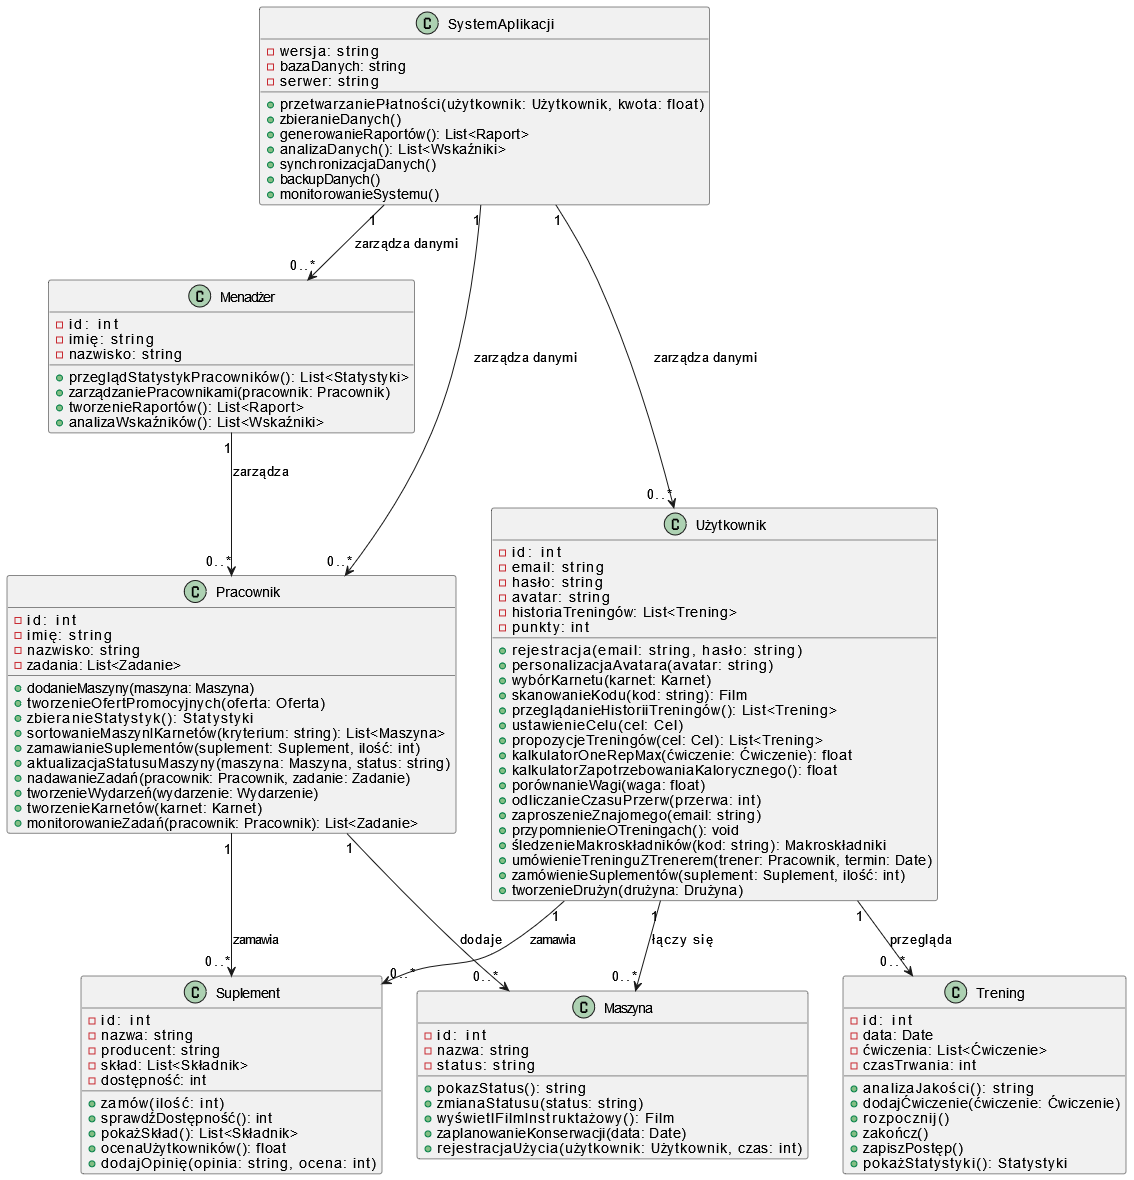 C SystemAplikacji
wersja: string
bazaDanych: string
serwer: string
przetwarzaniePłatności(użytkownik: Użytkownik, kwota: float)
zbieranieDanych()
generowanieRaportów(): List<Raport>
analizaDanych(): List<Wskaźniki>
synchronizacjaDanych()
backupDanych()
monitorowanieSystemu()
1
1
1
zarządza danymi
0..*
C Menadżer
id: int
imię: string
nazwisko: string
przeglądStatystykPracowników(): List<Statystyki>
zarządzaniePracownikami(pracownik: Pracownik)
tworzenieRaportów(): List<Raport>
analizaWskaźników(): List<Wskaźniki>
zarządza danymi
zarządza danymi
1
zarządza
0..*
0..*
0..*
C Użytkownik
id: int
email: string
hasło: string
avatar: string
historiaTreningów: List<Trening>
punkty: int
rejestracja(email: string, hasło: string)
personalizacjaAvatara(avatar: string)
wybórKarnetu(karnet: Karnet)
skanowanieKodu(kod: string): Film
przeglądanieHistoriiTreningów(): List<Trening>
ustawienieCelu(cel: Cel)
propozycjeTreningów(cel: Cel): List<Trening>
kalkulatorOneRepMax(ćwiczenie: Ćwiczenie): float
kalkulatorZapotrzebowaniaKalorycznego(): float
porównanieWagi(waga: float)
odliczanieCzasuPrzerw(przerwa: int)
zaproszenieZnajomego(email: string)
przypomnienieOTreningach(): void
śledzenieMakroskładników(kod: string): Makroskładniki
umówienieTreninguZTrenerem(trener: Pracownik, termin: Date)
zamówienieSuplementów(suplement: Suplement, ilość: int)
tworzenieDrużyn(drużyna: Drużyna)
C Pracownik
id: int
imię: string
nazwisko: string
zadania: List<Zadanie>
dodanieMaszyny(maszyna: Maszyna)
tworzenieOfertPromocyjnych(oferta: Oferta)
zbieranieStatystyk(): Statystyki
sortowanieMaszynIKarnetów(kryterium: string): List<Maszyna>
zamawianieSuplementów(suplement: Suplement, ilość: int)
aktualizacjaStatusuMaszyny(maszyna: Maszyna, status: string)
nadawanieZadań(pracownik: Pracownik, zadanie: Zadanie)
tworzenieWydarzeń(wydarzenie: Wydarzenie)
tworzenieKarnetów(karnet: Karnet)
monitorowanieZadań(pracownik: Pracownik): List<Zadanie>
1
1
1
1
1
zamawia
dodaje
zamawia
łączy się
przegląda
0..*
0..*
0..*
0..*
0..*
C Suplement
id: int
nazwa: string
producent: string
skład: List<Składnik>
dostępność: int
zamów(ilość: int)
sprawdźDostępność(): int
pokażSkład(): List<Składnik>
ocenaUżytkowników(): float
dodajOpinię(opinia: string, ocena: int)
C Maszyna
id: int
nazwa: string
status: string
pokazStatus(): string
zmianaStatusu(status: string)
wyświetlFilmInstruktażowy(): Film
zaplanowanieKonserwacji(data: Date)
rejestracjaUżycia(użytkownik: Użytkownik, czas: int)
C Trening
id: int
data: Date
ćwiczenia: List<Ćwiczenie>
czasTrwania: int
analizaJakości(): string
dodajĆwiczenie(ćwiczenie: Ćwiczenie)
rozpocznij()
zakończ()
zapiszPostęp()
pokażStatystyki(): Statystyki